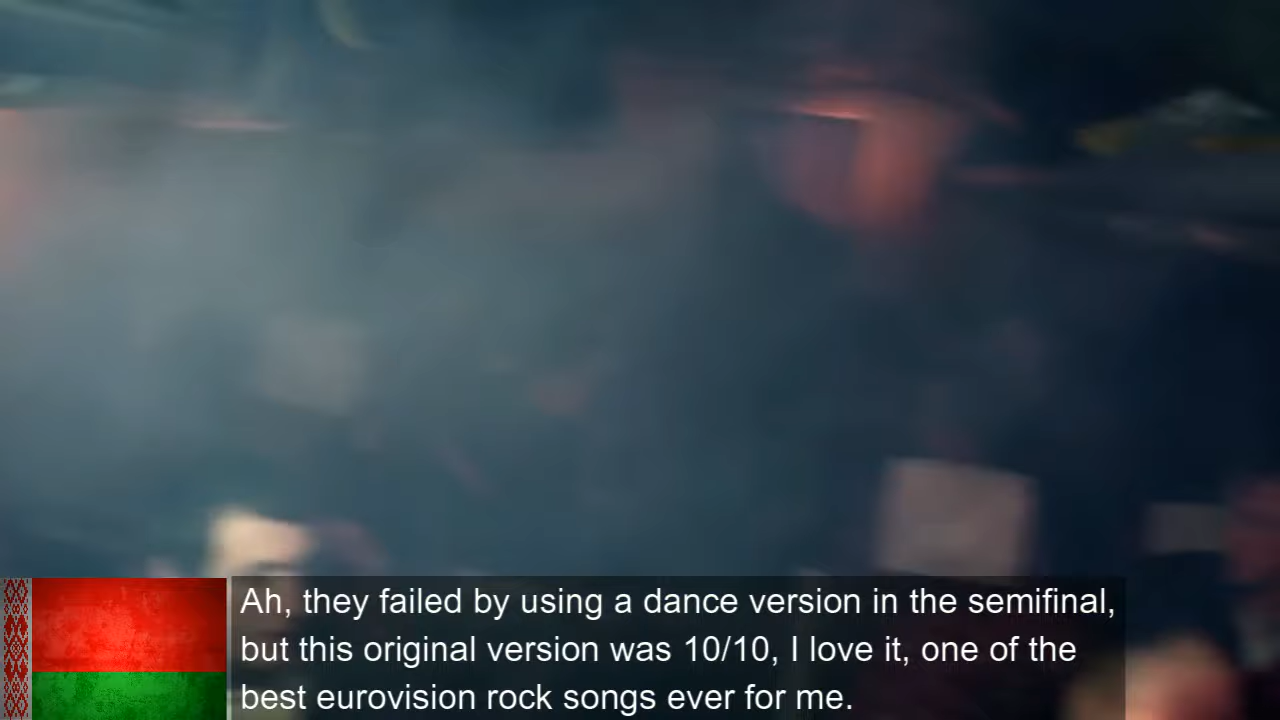 Ah, they failed by using a dance version in the semifinal,
but this original version was 10/10, I love it, one of the
best eurovision rock songs ever for me.